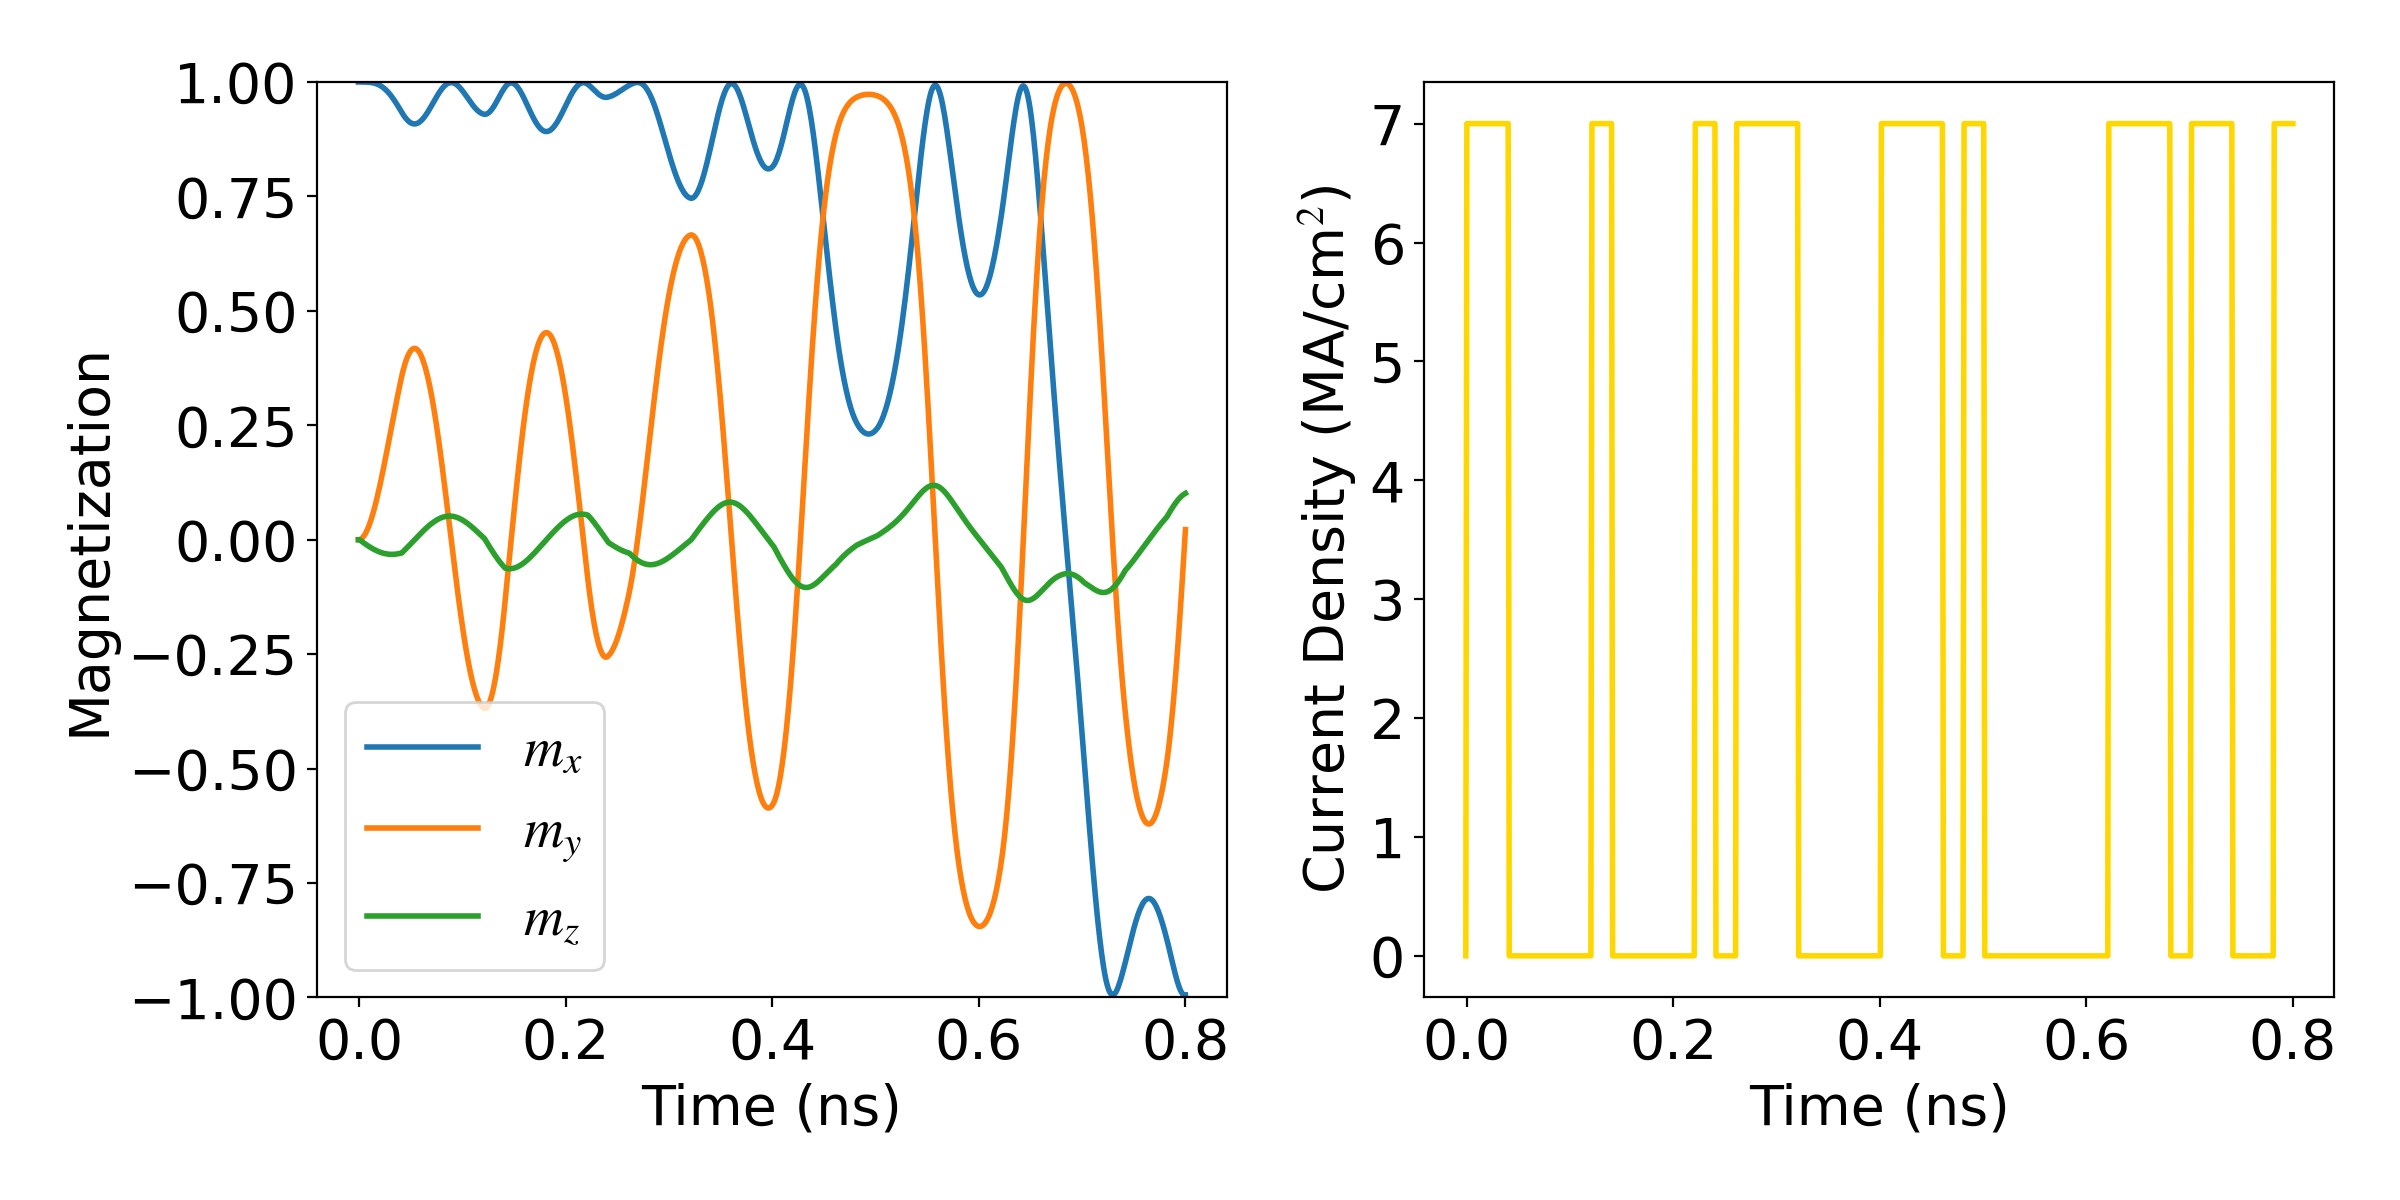 Magnetization
1.00
0.75
0.50
0.25
0.00
−0.25
−0.50
−0.75
−1.00
m_x
m_y
m_z
0.0 0.2 0.4 0.6 0.8
Time (ns)
Current Density (MA/cm²)
7
6
5
4
3
2
1
0
0.0 0.2 0.4 0.6 0.8
Time (ns)